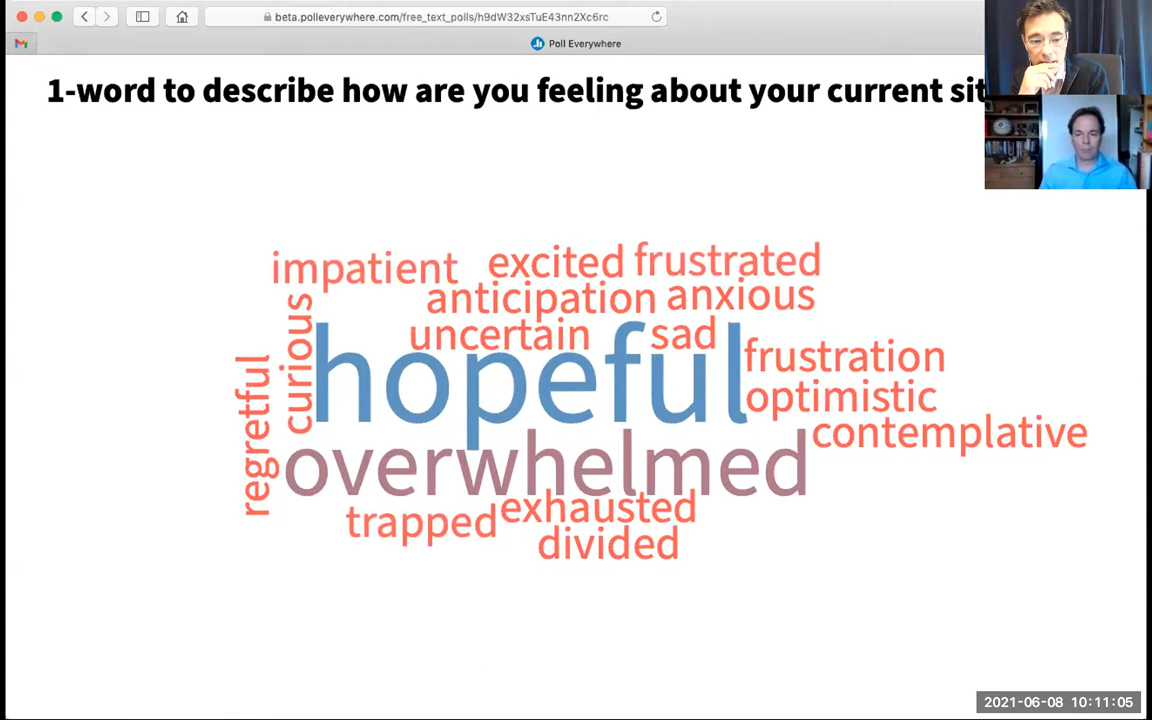 beta.polleverywhere.com/free_text_polls/h9dW32xsTuE43nn2Xc6rc
Poll Everywhere
1-word to describe how are you feeling about your current sit
impatient
excited
frustrated
anticipation
anxious
uncertain
sad
curious
hopeful
frustration
regretful
optimistic
contemplative
overwhelmed
trapped
exhausted
divided
2021-06-08 10:11:05